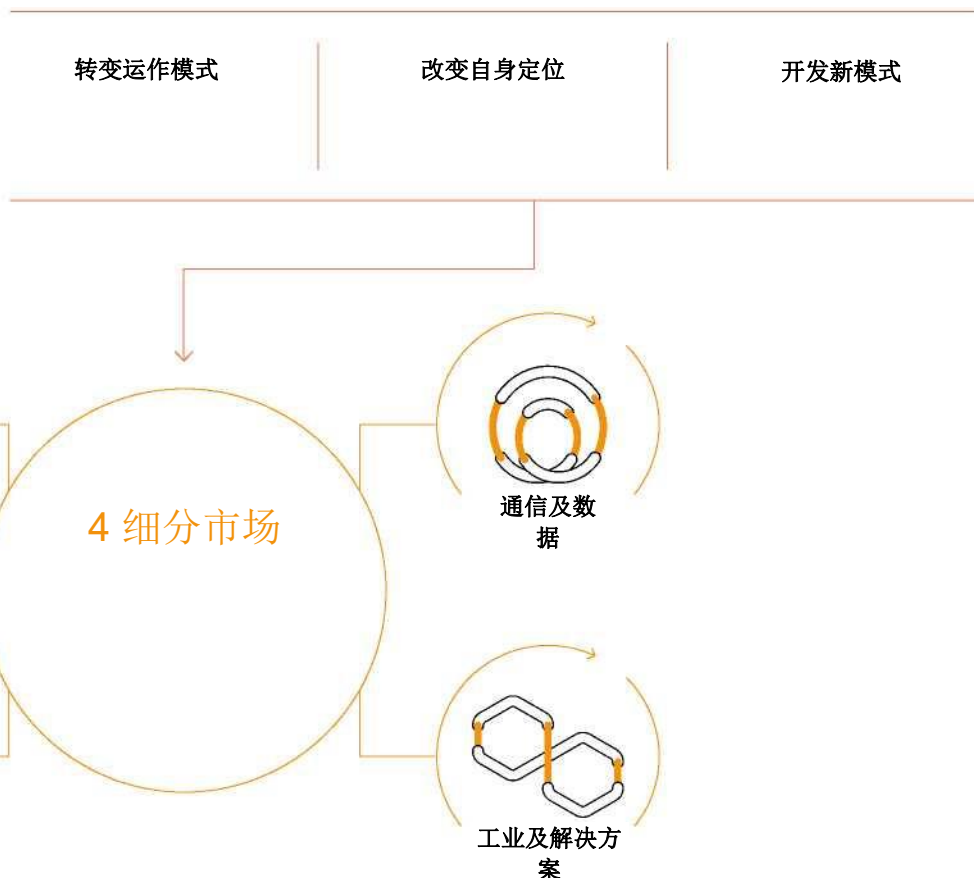 转变运作模式
改变自身定位
开发新模式
4 细分市场
通信及数
据
工业及解决方
案